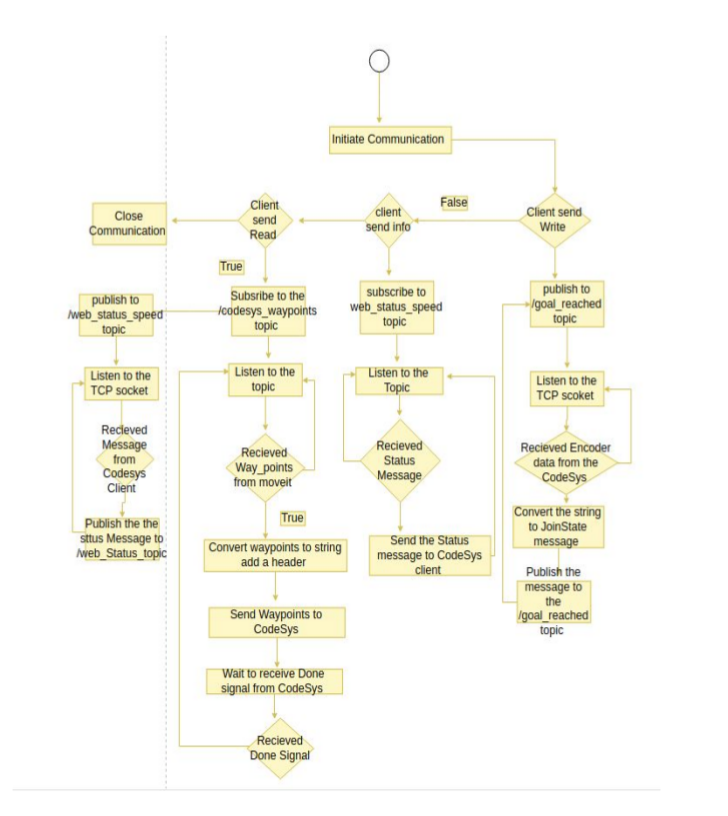 Initiate Communication
Client send
Write
False
client
send info
Client
send
Read
Close
Communication
True
publish to
/web_status_speed
topic
Subsribe to the
/codesys_waypoints
topic
subscribe to
web_status_speed
topic
publish to
/goal_reached
topic
Listen to the
TCP socket
Listen to the
topic
Listen to the
Topic
Listen to the
TCP scoket
Recieved
Message
from
Codesys
Client
Recieved
Way_points
from moveit
Recieved
Status
Message
Recieved Encoder
data from the
CodeSys
True
Publish the the
sttus Message to
/web_Status_topic
Convert waypoints to string
add a header
Send the Status
message to CodeSys
client
Convert the string
to JoinState
message
Publish the
message to
the
/goal_reached
topic
Send Waypoints to
CodeSys
Wait to receive Done
signal from CodeSys
Recieved
Done Signal